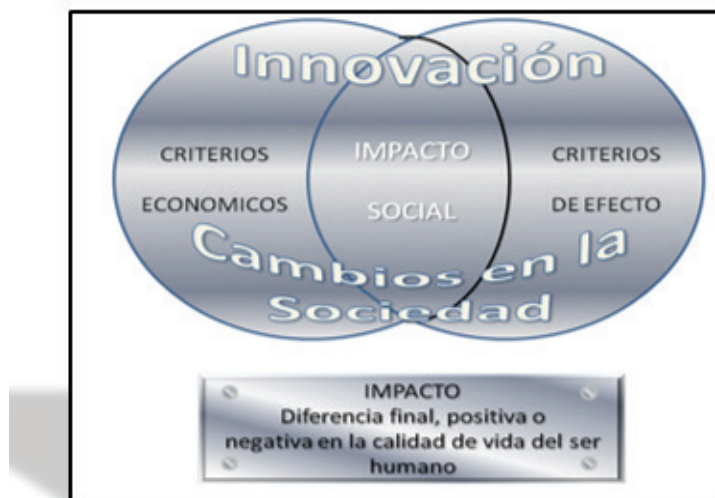 Innovación
CRITERIOS
ECONOMICOS
IMPACTO
SOCIAL
CRITERIOS
DE EFECTO
Cambios en la
Sociedad
IMPACTO
Diferencia final, positiva o
negativa en la calidad de vida del ser
humano